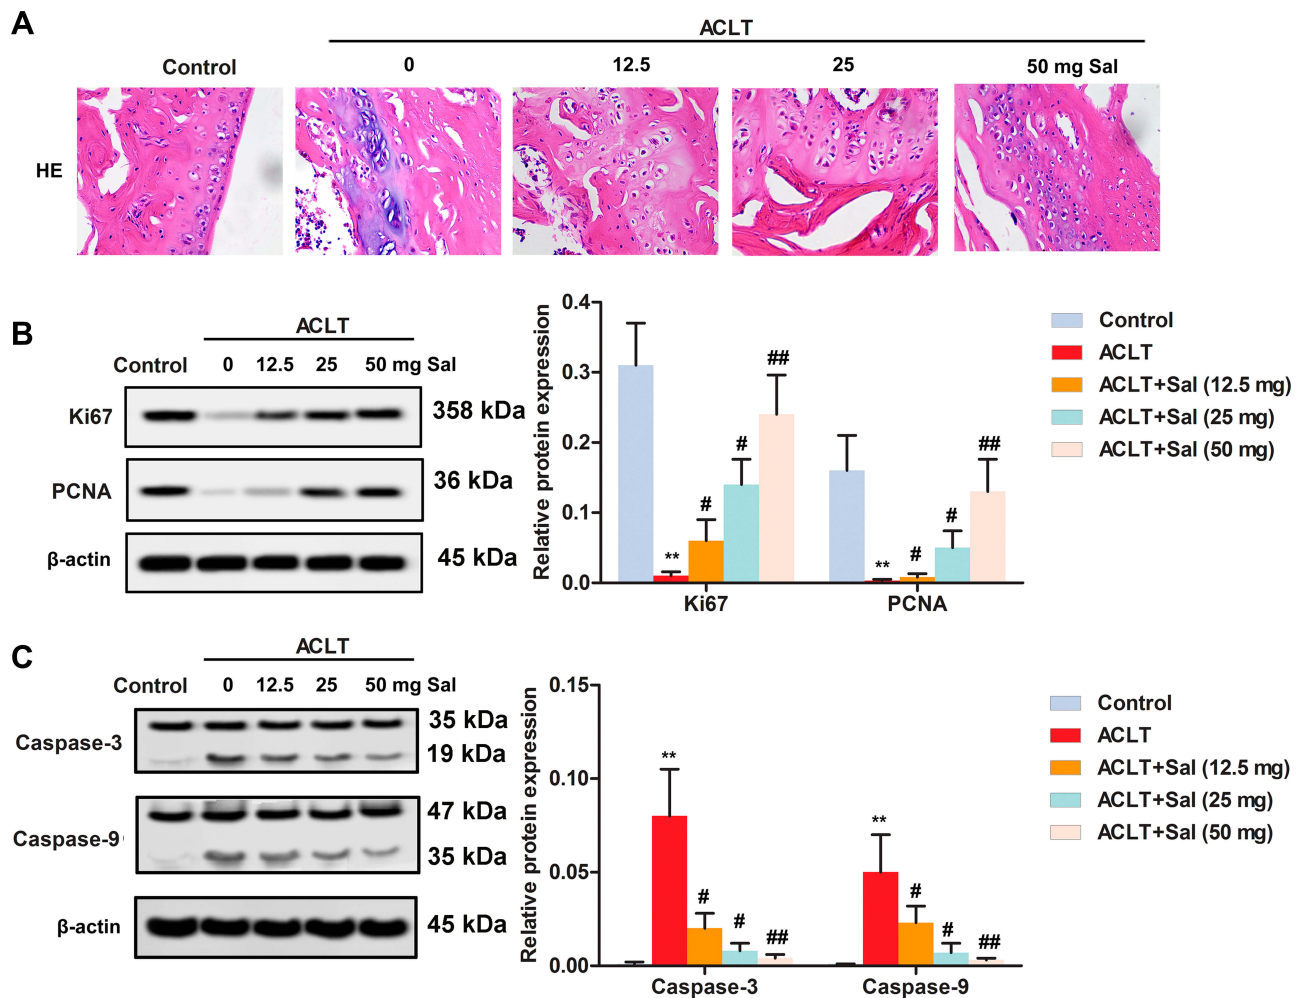 A
ACLT
Control
0
12.5
25
50 mg Sal
HE
B
ACLT
Control
0
12.5
25
50 mg Sal
Ki67
358 kDa
PCNA
36 kDa
β-actin
45 kDa
Relative protein expression
0.4
0.3
0.2
0.1
0.0
**
#
#
##
**
#
#
##
Ki67
PCNA
Control
ACLT
ACLT+Sal (12.5 mg)
ACLT+Sal (25 mg)
ACLT+Sal (50 mg)
C
ACLT
Control
0
12.5
25
50 mg Sal
Caspase-3
35 kDa
19 kDa
Caspase-9
47 kDa
35 kDa
β-actin
45 kDa
Relative protein expression
0.15
0.10
0.05
0.00
**
#
#
##
**
#
#
##
Caspase-3
Caspase-9
Control
ACLT
ACLT+Sal (12.5 mg)
ACLT+Sal (25 mg)
ACLT+Sal (50 mg)